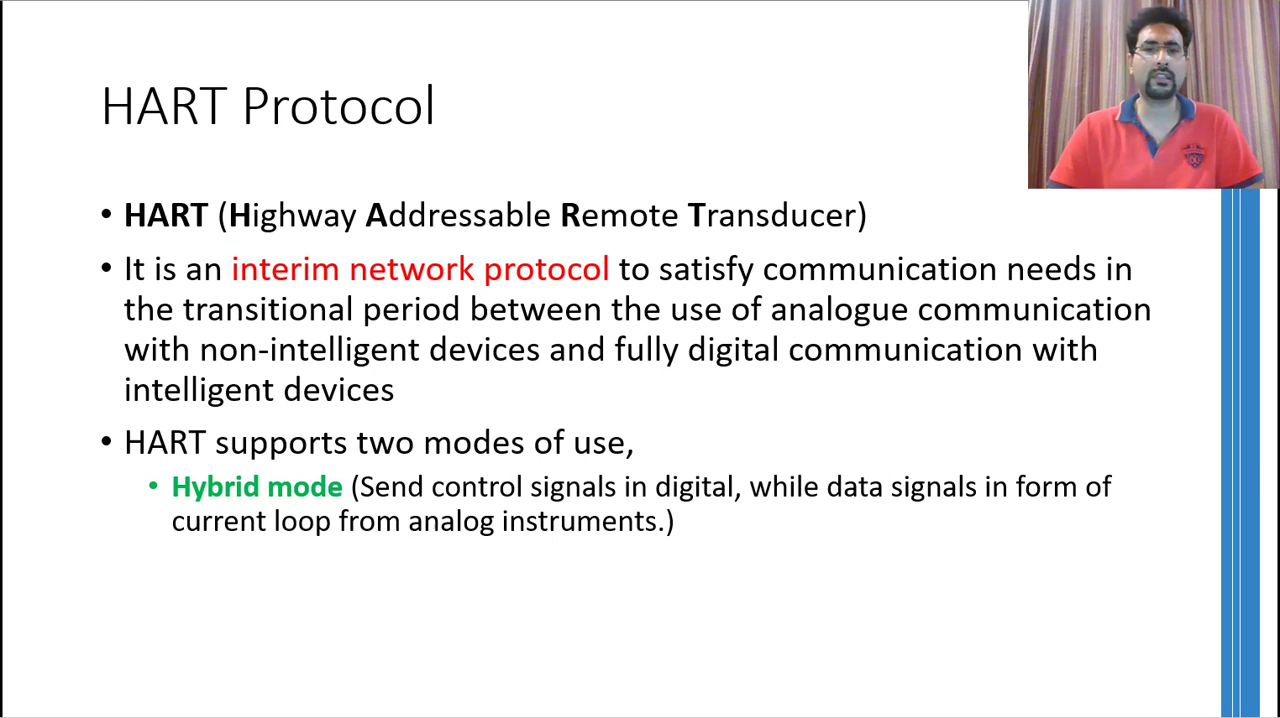 HART Protocol
• HART (Highway Addressable Remote Transducer)
• It is an interim network protocol to satisfy communication needs in
the transitional period between the use of analogue communication
with non-intelligent devices and fully digital communication with
intelligent devices
• HART supports two modes of use,
• Hybrid mode (Send control signals in digital, while data signals in form of
current loop from analog instruments.)